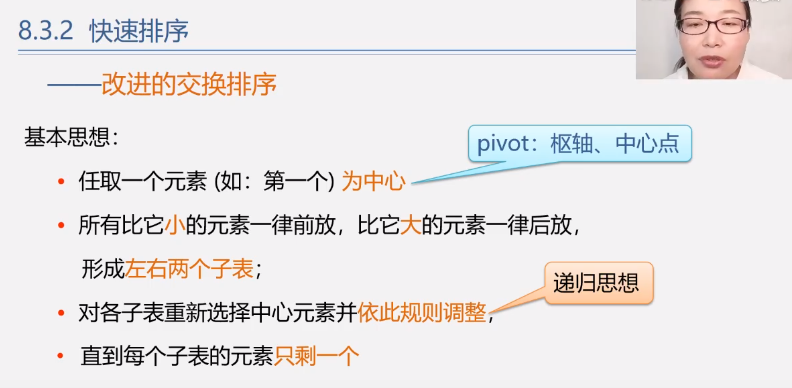 8.3.2 快速排序
——改进的交换排序
基本思想：
pivot：枢轴、中心点
• 任取一个元素 (如：第一个) 为中心
• 所有比它小的元素一律前放，比它大的元素一律后放，
形成左右两个子表；
递归思想
• 对各子表重新选择中心元素并依此规则调整，
• 直到每个子表的元素只剩一个